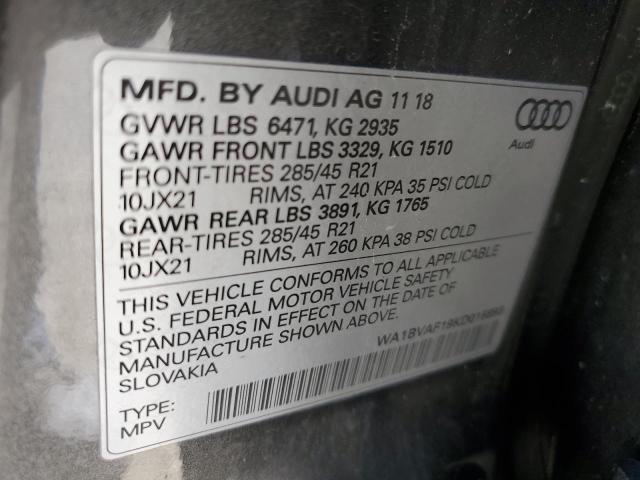 MFD. BY AUDI AG 11 18
GVWR LBS 6471, KG 2935
GAWR FRONT LBS 3329, KG 1510
FRONT-TIRES 285/45 R21
10JX21 RIMS, AT 240 KPA 35 PSI COLD
GAWR REAR LBS 3891, KG 1765
REAR-TIRES 285/45 R21
10JX21 RIMS, AT 260 KPA 38 PSI COLD
THIS VEHICLE CONFORMS TO ALL APPLICABLE
U.S. FEDERAL MOTOR VEHICLE SAFETY
STANDARDS IN EFFECT ON THE DATE OF
MANUFACTURE SHOWN ABOVE.
SLOVAKIA
TYPE:
MPV
Audi